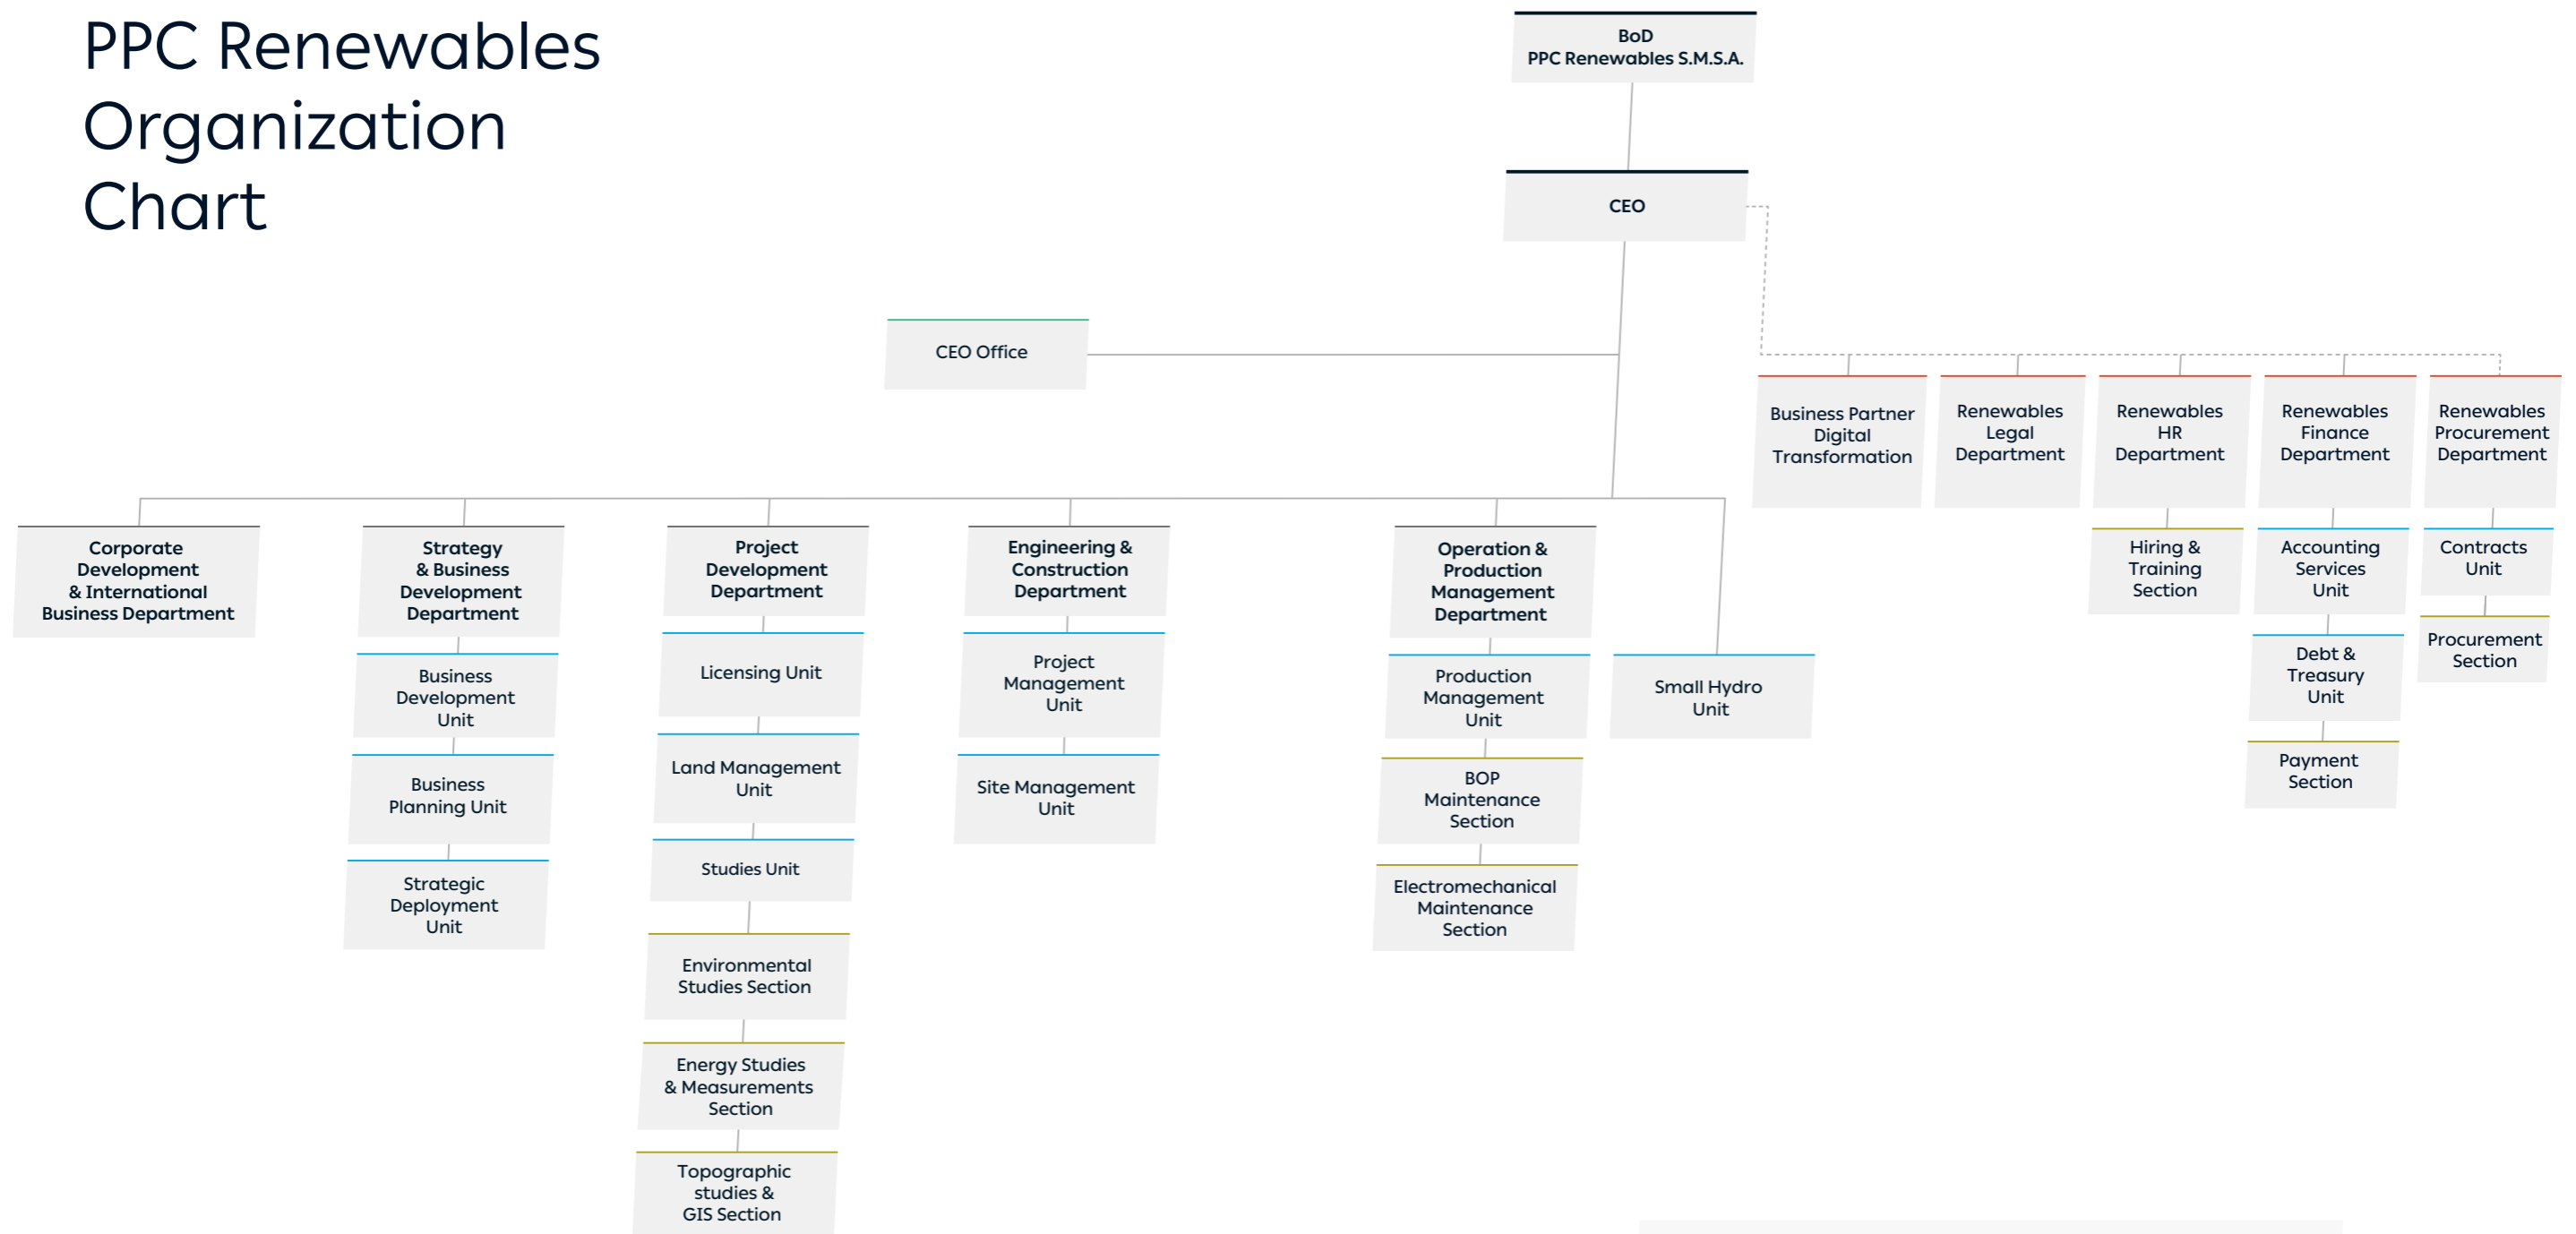 PPC Renewables
Organization
Chart
BoD
PPC Renewables S.M.S.A.
CEO
CEO Office
Business Partner
Digital
Transformation
Renewables
Legal
Department
Renewables
HR
Department
Renewables
Finance
Department
Renewables
Procurement
Department
Hiring &
Training
Section
Accounting
Services
Unit
Debt &
Treasury
Unit
Payment
Section
Contracts
Unit
Procurement
Section
Corporate
Development
& International
Business Department
Strategy
& Business
Development
Department
Business
Development
Unit
Business
Planning Unit
Strategic
Deployment
Unit
Project
Development
Department
Licensing Unit
Land Management
Unit
Studies Unit
Environmental
Studies Section
Energy Studies
& Measurements
Section
Topographic
studies &
GIS Section
Engineering &
Construction
Department
Project
Management
Unit
Site Management
Unit
Operation &
Production
Management
Department
Production
Management
Unit
BOP
Maintenance
Section
Electromechanical
Maintenance
Section
Small Hydro
Unit